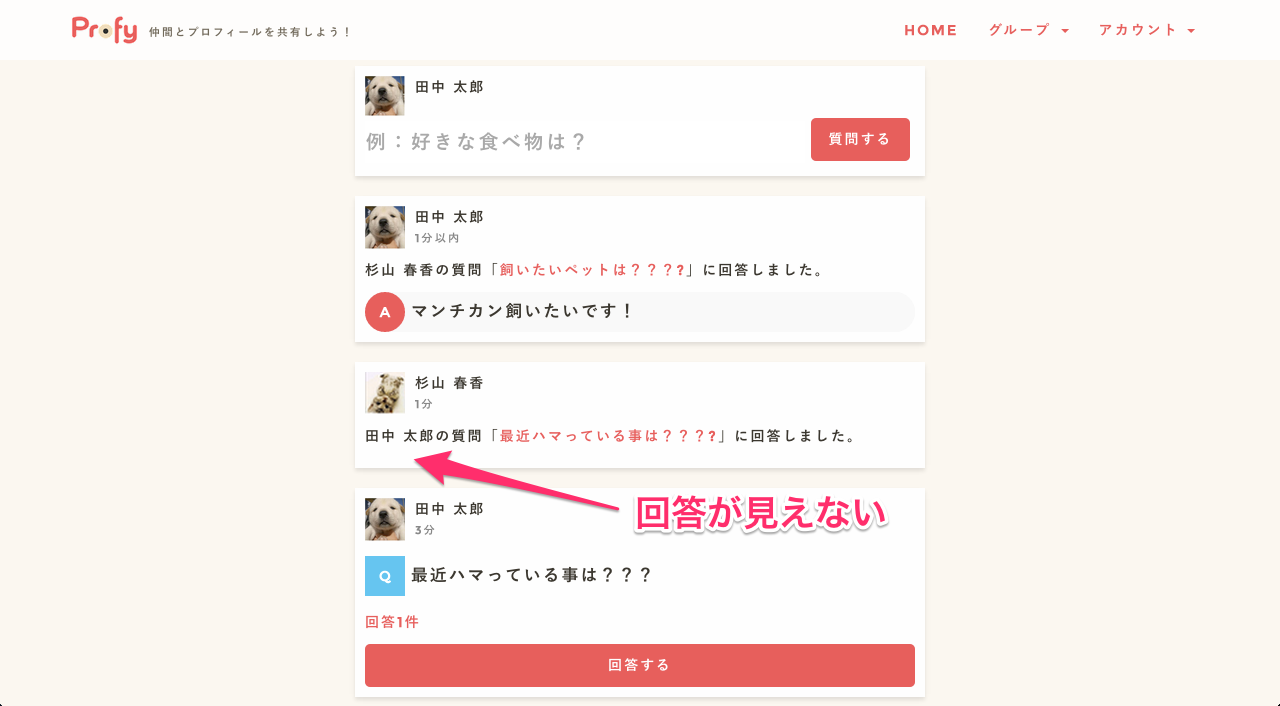 Profy 仲間とプロフィールを共有しよう！ HOME グループ アカウント
田中 太郎
例：好きな食べ物は？ 質問する
田中 太郎
1分以内
杉山 春香の質問「飼いたいペットは？？？?」に回答しました。
A マンチカン飼いたいです！
杉山 春香
1分
田中 太郎の質問「最近ハマっている事は？？？?」に回答しました。
回答が見えない
田中 太郎
3分
Q 最近ハマっている事は？？？
回答1件
回答する